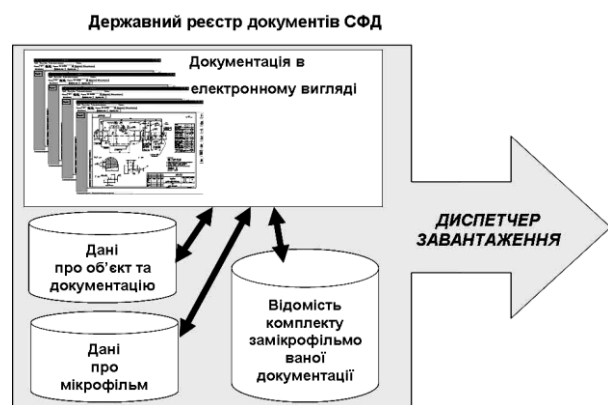 Державний реєстр документів СФД
Документація в
електронному вигляді
Дані
про об'єкт та
документацію
Дані
про
мікрофільм
Відомість
комплекту
замікрофільмо
ваної
документації
ДИСПЕТЧЕР
ЗАВАНТАЖЕННЯ